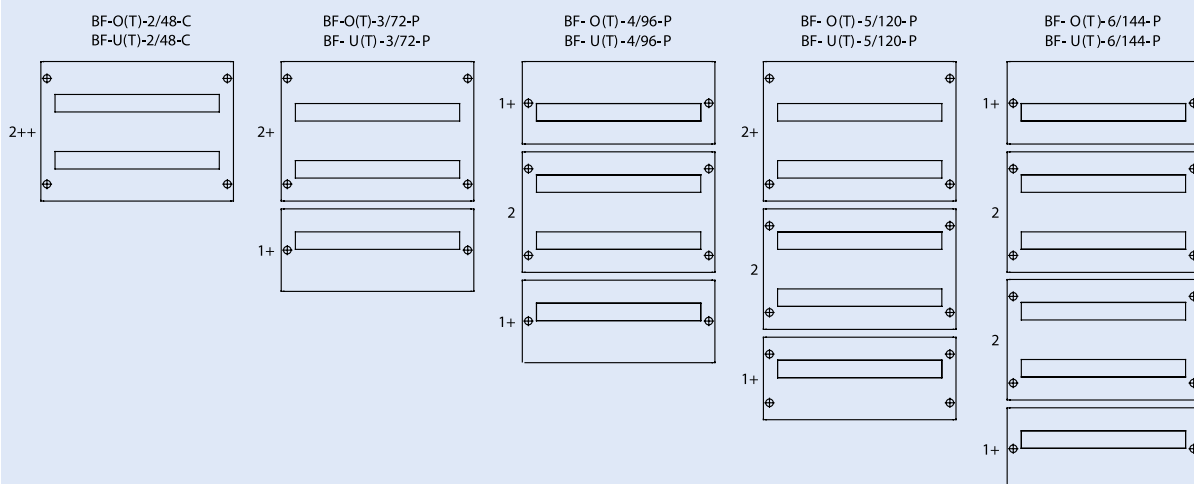 BF-O(T)-2/48-C
BF-U(T)-2/48-C
2++
BF-O(T)-3/72-P
BF- U(T)-3/72-P
2+
1+
BF- O(T)-4/96-P
BF- U(T)-4/96-P
1+
2
1+
BF- O(T)-5/120-P
BF- U(T)-5/120-P
2+
2
1+
BF- O(T)-6/144-P
BF- U(T)-6/144-P
1+
2
2
1+